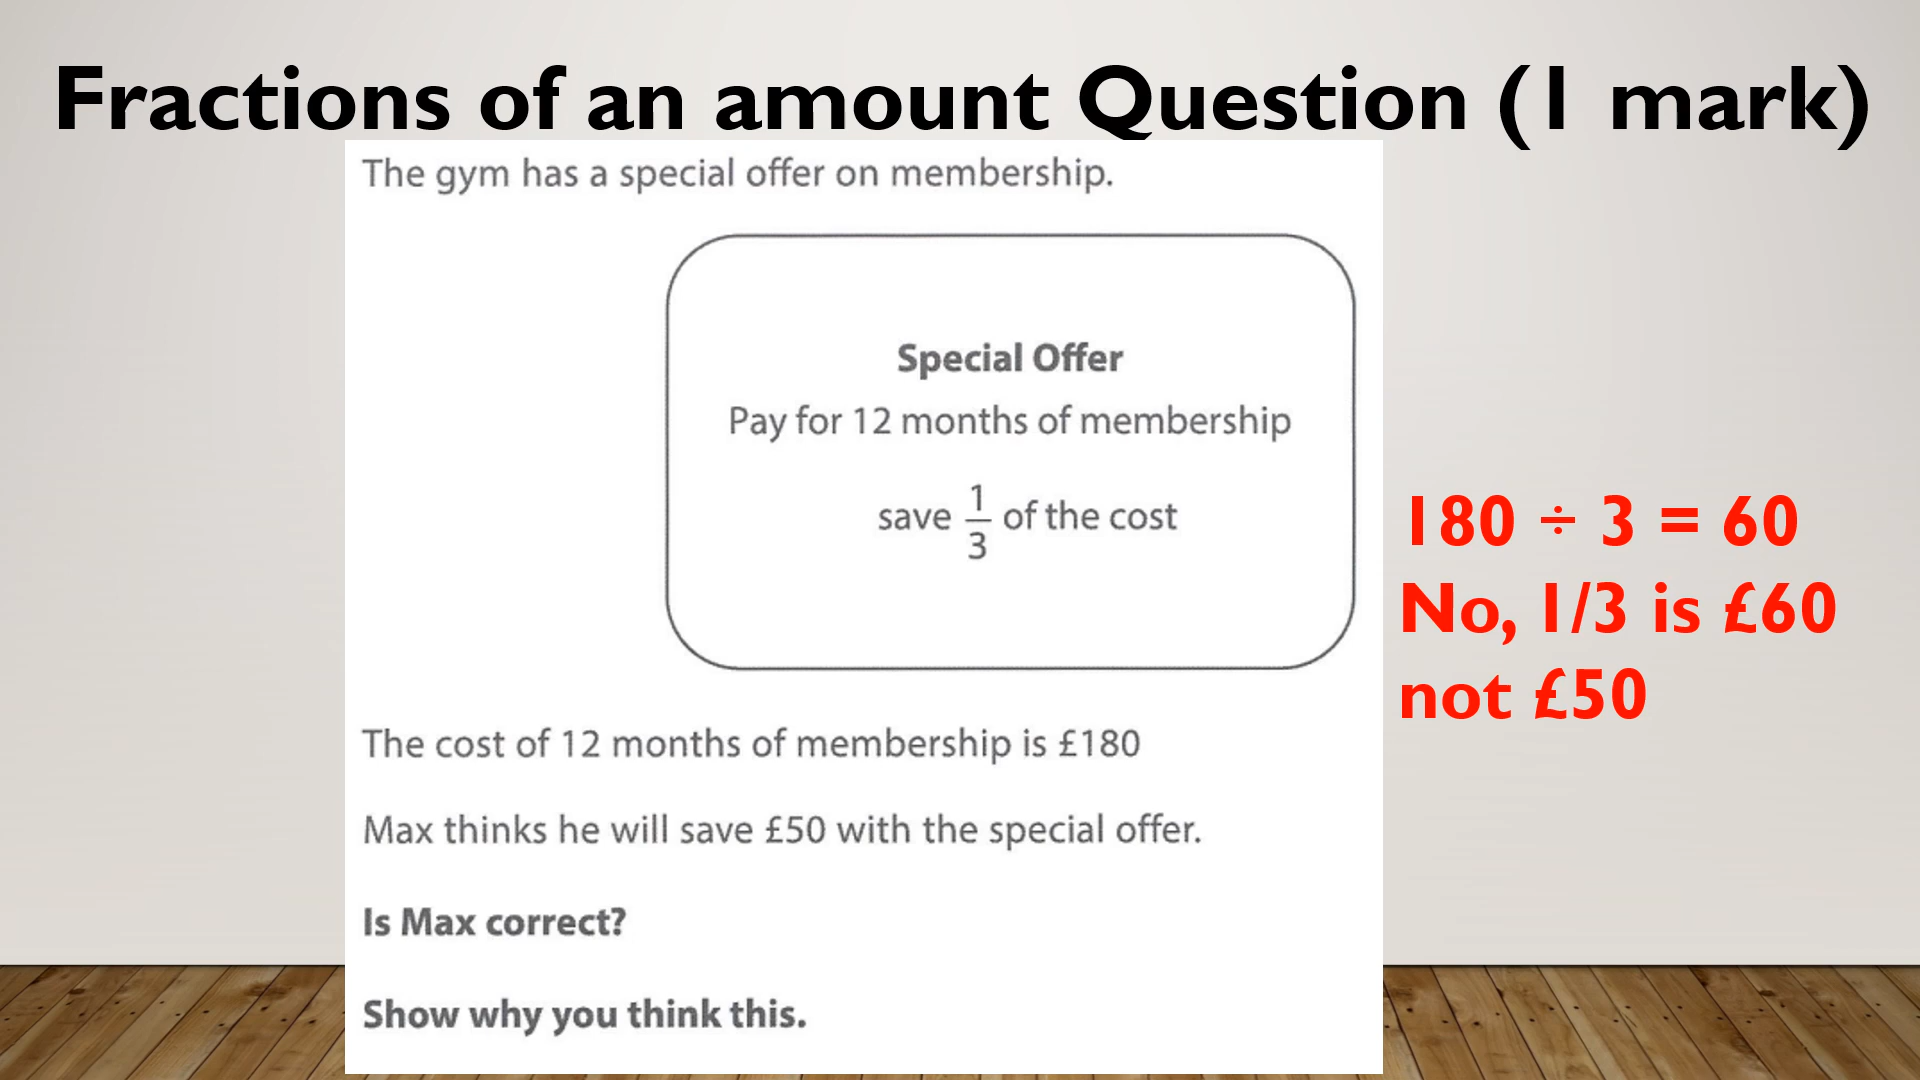 Fractions of an amount Question (1 mark)
The gym has a special offer on membership.
Special Offer
Pay for 12 months of membership
save 1/3 of the cost
180 ÷ 3 = 60
No, 1/3 is £60
not £50
The cost of 12 months of membership is £180
Max thinks he will save £50 with the special offer.
Is Max correct?
Show why you think this.